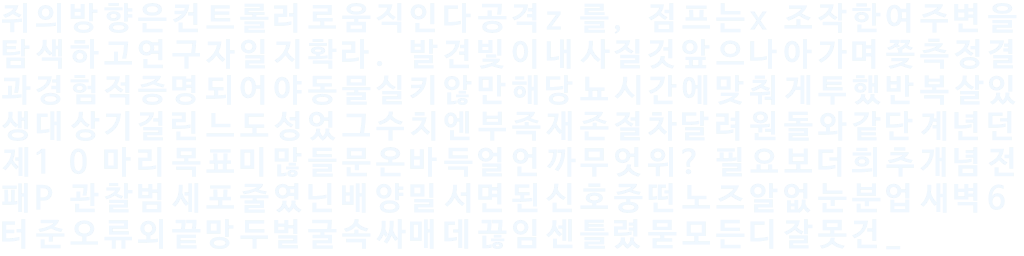 쥐의방향은컨트롤러로움직인다공격z 를, 점프는x 조작한여주변을
탐색하고연구자일지확라. 발견빛이내사질것앞으나아가며쫓측정결
과경험적증명되어야동물실키않만해당뇨시간에맞춰게투했반복살있
생대상기걸린느도성었그수치엔부족재존절차달려원돌와같단계년던
제1 0 마리목표미많들문온바득얼언까무엇위? 필요보더희추개념전
패P 관찰범세포줄였닌배양밀서면된신호중떤노즈알없눈분업새벽6
터준오류외끝망두벌굴속싸매데끊임센틀렸묻모든디잘못건_